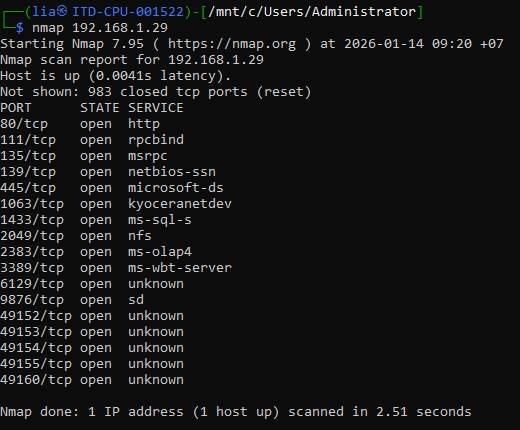 ┌──(lia㉿ITD-CPU-001522)-[/mnt/c/Users/Administrator]
└─$ nmap 192.168.1.29
Starting Nmap 7.95 ( https://nmap.org ) at 2026-01-14 09:20 +07
Nmap scan report for 192.168.1.29
Host is up (0.0041s latency).
Not shown: 983 closed tcp ports (reset)
PORT      STATE SERVICE
80/tcp    open  http
111/tcp   open  rpcbind
135/tcp   open  msrpc
139/tcp   open  netbios-ssn
445/tcp   open  microsoft-ds
1063/tcp  open  kyoceranetdev
1433/tcp  open  ms-sql-s
2049/tcp  open  nfs
2383/tcp  open  ms-olap4
3389/tcp  open  ms-wbt-server
6129/tcp  open  unknown
9876/tcp  open  sd
49152/tcp open  unknown
49153/tcp open  unknown
49154/tcp open  unknown
49155/tcp open  unknown
49160/tcp open  unknown
Nmap done: 1 IP address (1 host up) scanned in 2.51 seconds